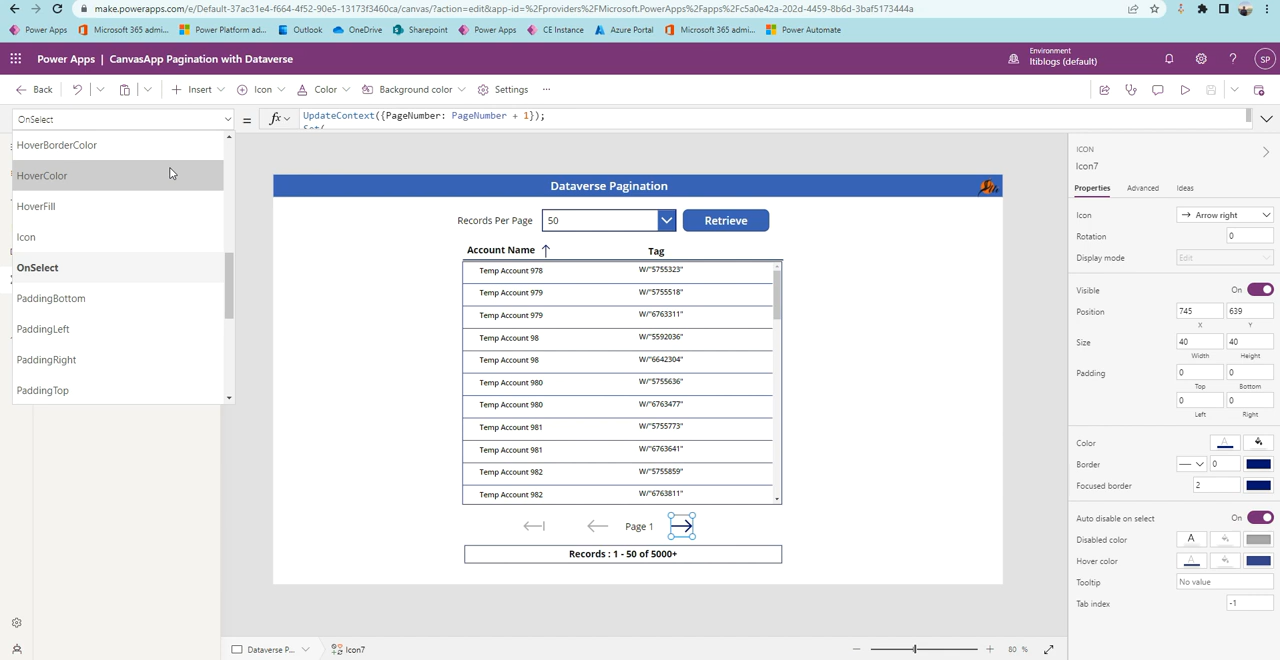 make.powerapps.com/e/Default-37ac31e4-f664-4f52-90e5-13173f3460ca/canvas/?action=edit&app-id=%2Fproviders%2FMicrosoft.PowerApps%2Fapps%2Fc5a0e42a-202d-4459-8b6d-3baf5173444a
Power Apps Microsoft 365 admi... Power Platform ad... Outlook OneDrive Sharepoint Power Apps CE Instance Azure Portal Microsoft 365 admi... Power Automate
Power Apps | CanvasApp Pagination with Dataverse
Environment
ltiblogs (default)
? SP
Back Insert Icon Color Background color Settings ...
OnSelect = fx UpdateContext({PageNumber: PageNumber + 1});
Set(
HoverBorderColor
HoverColor
HoverFill
Icon
OnSelect
PaddingBottom
PaddingLeft
PaddingRight
PaddingTop
Dataverse Pagination
Records Per Page 50 Retrieve
Account Name ↑ Tag
Temp Account 978 W/"5755323"
Temp Account 979 W/"5755518"
Temp Account 979 W/"6763311"
Temp Account 98 W/"5592036"
Temp Account 98 W/"6642304"
Temp Account 980 W/"5755636"
Temp Account 980 W/"6763477"
Temp Account 981 W/"5755773"
Temp Account 981 W/"6763641"
Temp Account 982 W/"5755859"
Temp Account 982 W/"6763811"
Page 1
Records : 1 - 50 of 5000+
ICON
Icon7
Properties Advanced Ideas
Icon → Arrow right
Rotation 0
Display mode Edit
Visible On
Position 745 639
X Y
Size 40 40
Width Height
Padding 0 0
Top Bottom
0 0
Left Right
Color A
Border 0
Focused border 2
Auto disable on select On
Disabled color A
Hover color A
Tooltip No value
Tab index -1
Dataverse P... Icon7 − + 80 %